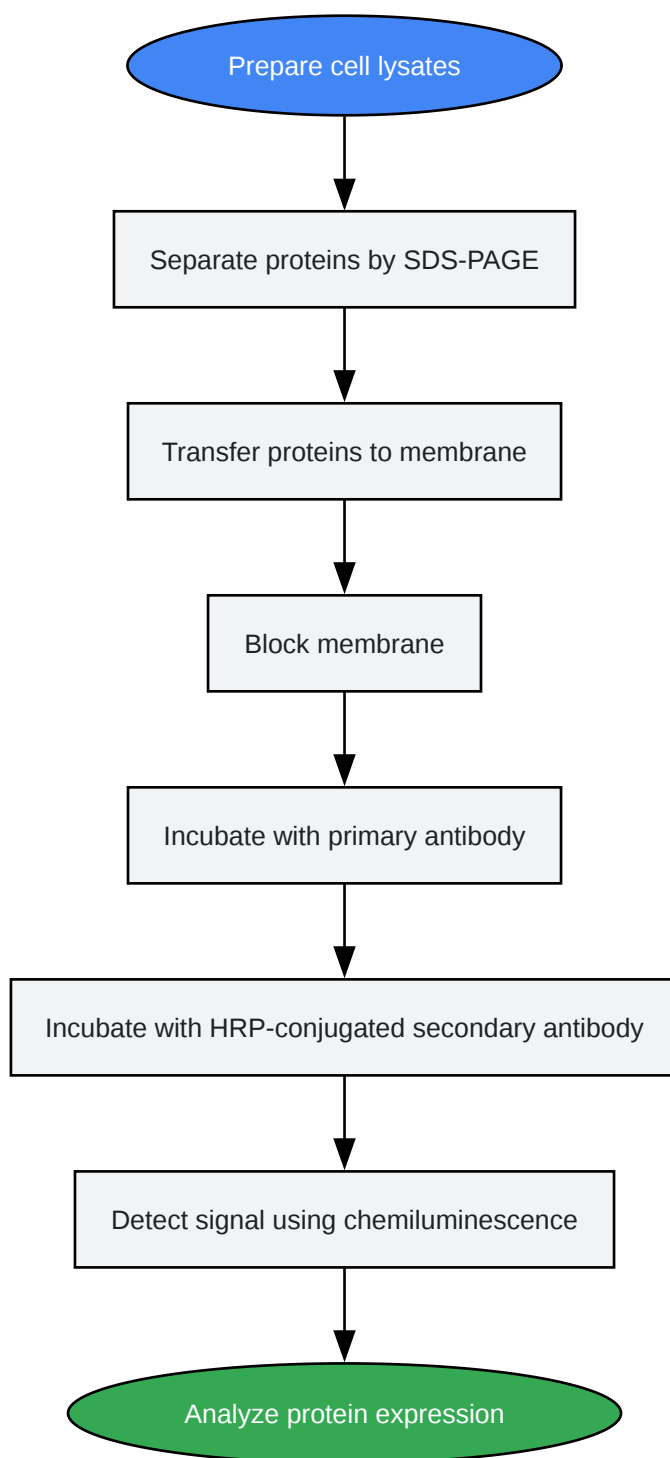 Prepare cell lysates
Separate proteins by SDS-PAGE
Transfer proteins to membrane
Block membrane
Incubate with primary antibody
Incubate with HRP-conjugated secondary antibody
Detect signal using chemiluminescence
Analyze protein expression